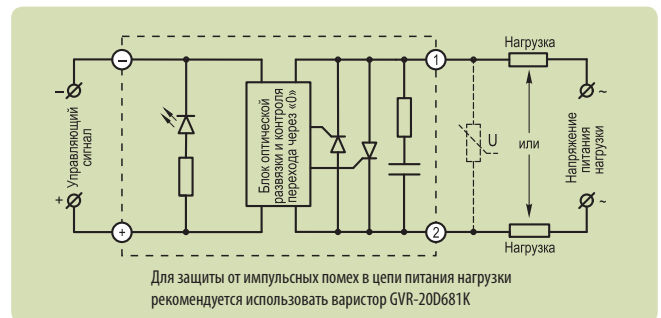 Нагрузка
− 1
− ~
Управляющий
сигнал
Блок оптической
развязки и контроля
перехода через «0»
U
или
Напряжение
питания
нагрузки
+ ~
+ 2
Нагрузка
Для защиты от импульсных помех в цепи питания нагрузки
рекомендуется использовать варистор GVR-20D681K